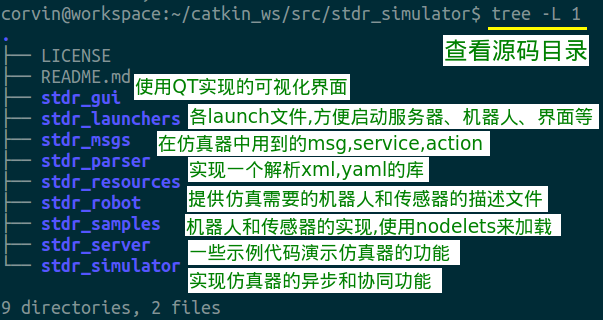 corvin@workspace:~/catkin_ws/src/stdr_simulator$ tree -L 1
查看源码目录
.
├── LICENSE
├── README.md
使用QT实现的可视化界面
├── stdr_gui
├── stdr_launchers 各launch文件,方便启动服务器、机器人、界面等
├── stdr_msgs 在仿真器中用到的msg,service,action
├── stdr_parser 实现一个解析xml,yaml的库
├── stdr_resources 提供仿真需要的机器人和传感器的描述文件
├── stdr_robot
├── stdr_samples 机器人和传感器的实现,使用nodelets来加载
├── stdr_server 一些示例代码演示仿真器的功能
└── stdr_simulator 实现仿真器的异步和协同功能
9 directories, 2 files